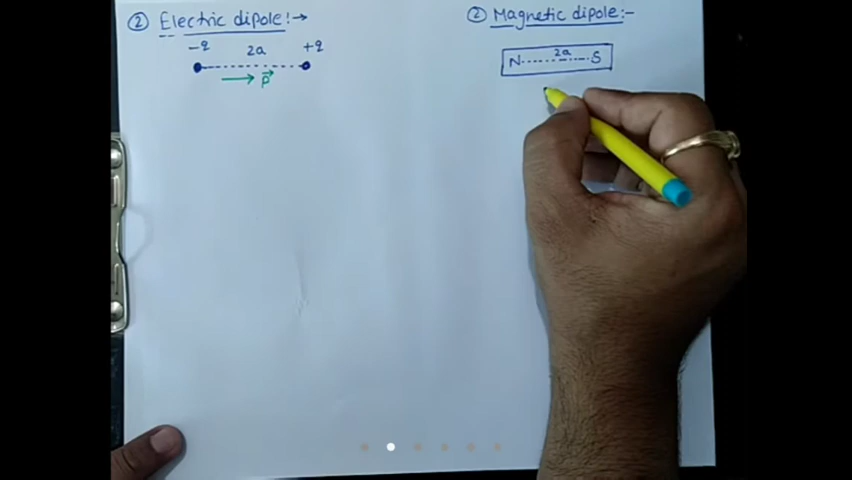 ② Electric dipole:→
-q 2a +q
p⃗
② Magnetic dipole:-
N 2a S